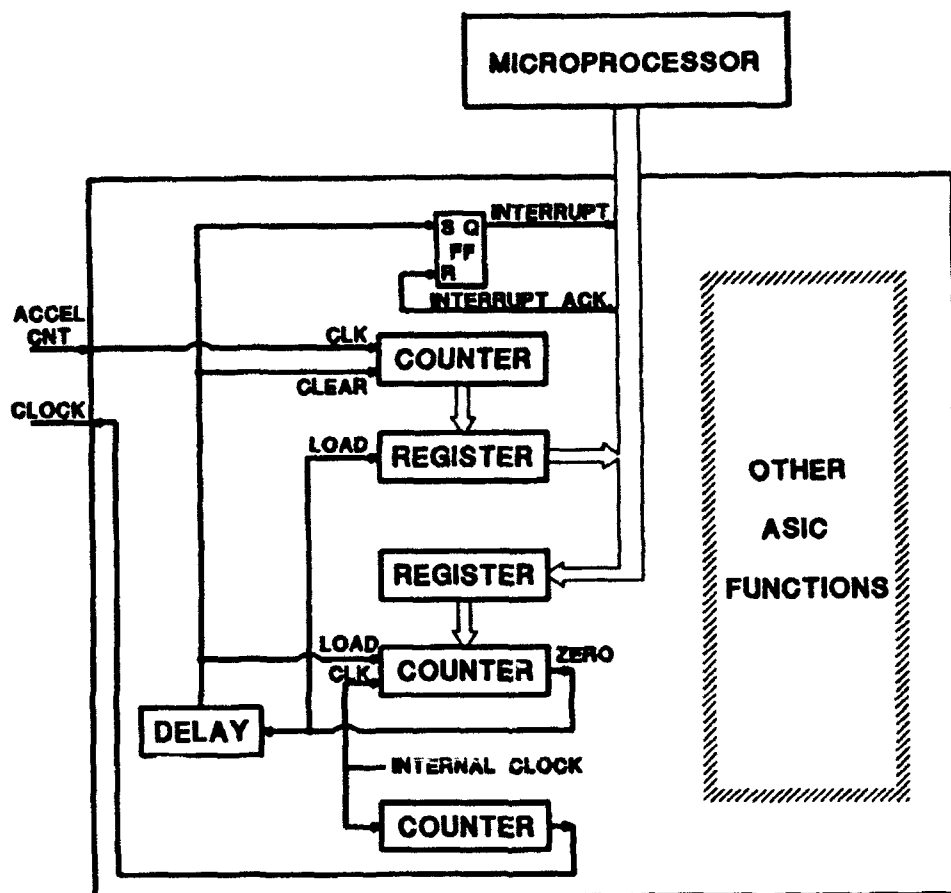 MICROPROCESSOR
INTERRUPT
S Q
FF
R
INTERRUPT ACK.
ACCEL
CNT
CLK
COUNTER
CLEAR
CLOCK
LOAD
REGISTER
OTHER
ASIC
FUNCTIONS
REGISTER
LOAD
CLK
COUNTER
ZERO
DELAY
INTERNAL CLOCK
COUNTER